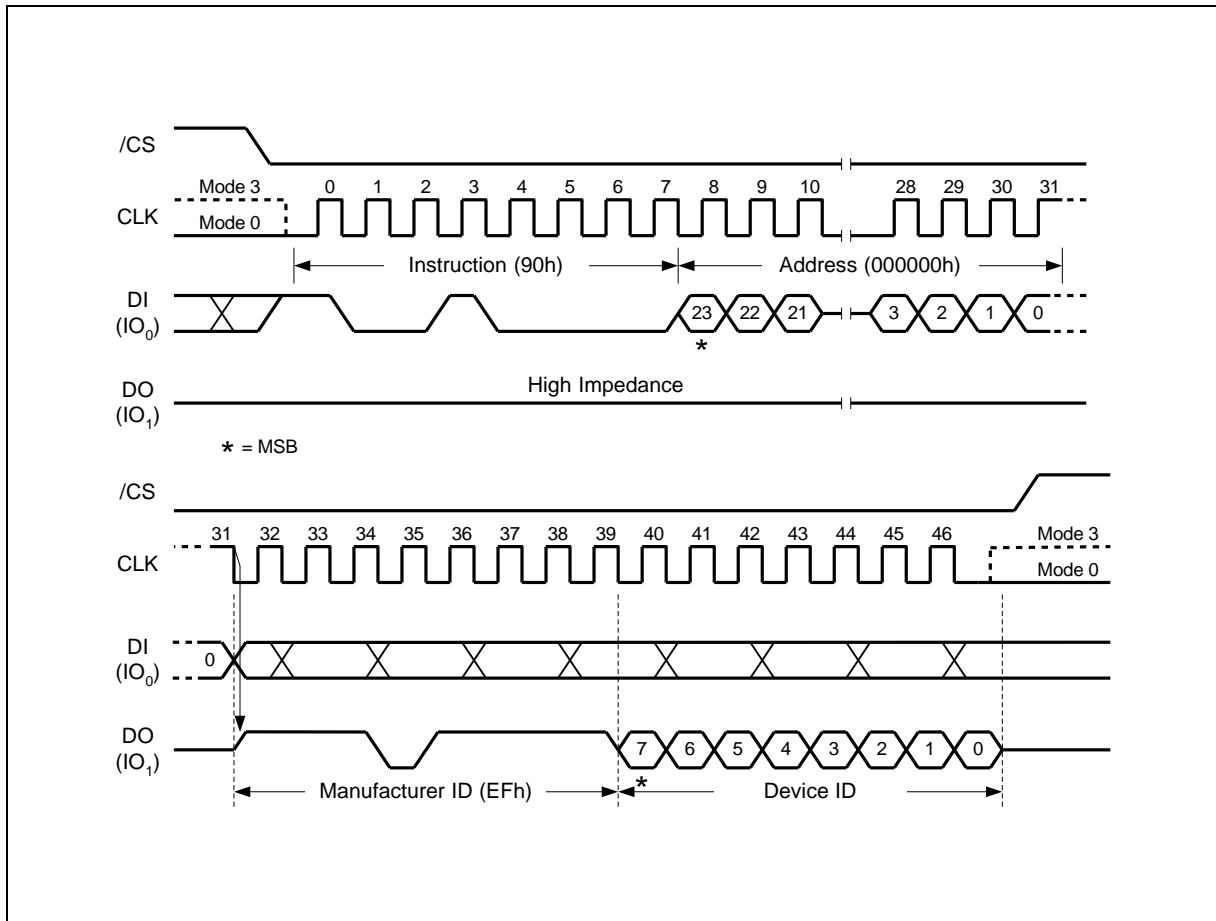 /CS
Mode 3 0 1 2 3 4 5 6 7 8 9 10 28 29 30 31
CLK
Mode 0
Instruction (90h) Address (000000h)
DI
(IO0)
23 22 21 3 2 1 0
*
High Impedance
DO
(IO1)
* = MSB
/CS
31 32 33 34 35 36 37 38 39 40 41 42 43 44 45 46 Mode 3
CLK
Mode 0
DI
(IO0)
0
DO
(IO1)
7 6 5 4 3 2 1 0
*
Manufacturer ID (EFh) Device ID